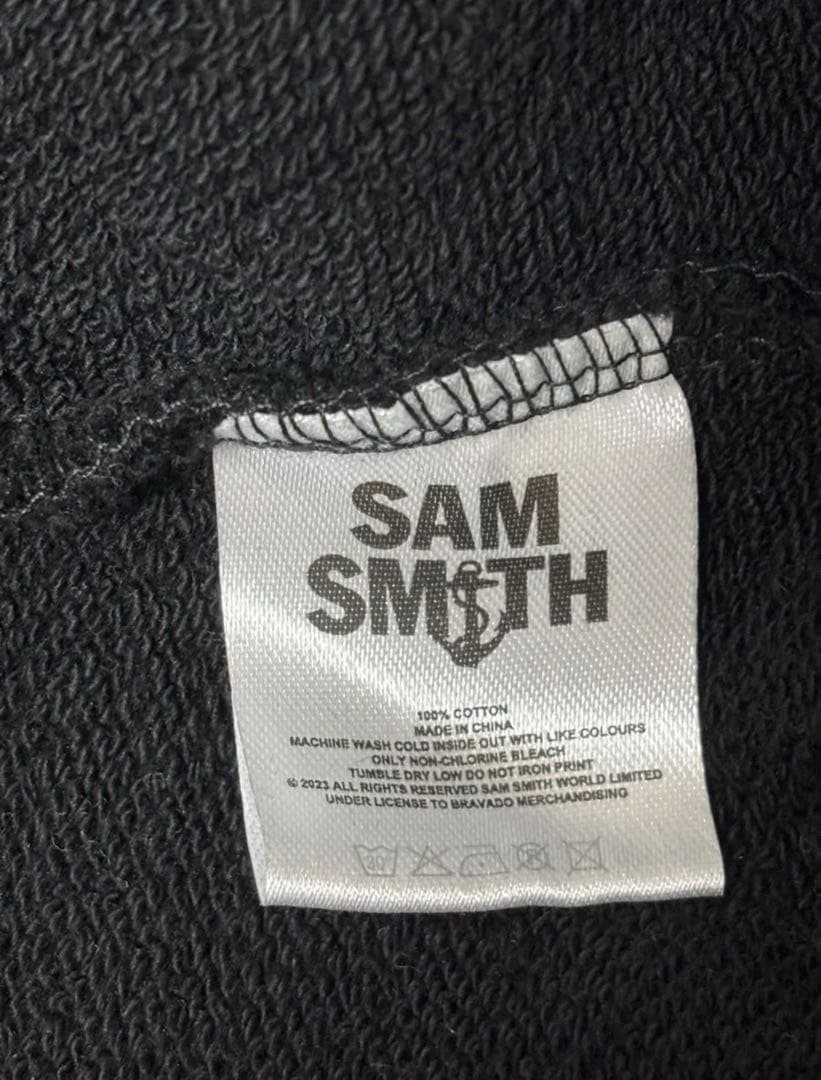 SAM
SMITH
100% COTTON
MADE IN CHINA
MACHINE WASH COLD INSIDE OUT WITH LIKE COLOURS
ONLY NON-CHLORINE BLEACH
TUMBLE DRY LOW DO NOT IRON PRINT
© 2023 ALL RIGHTS RESERVED SAM SMITH WORLD LIMITED
UNDER LICENSE TO BRAVADO MERCHANDISING
30°